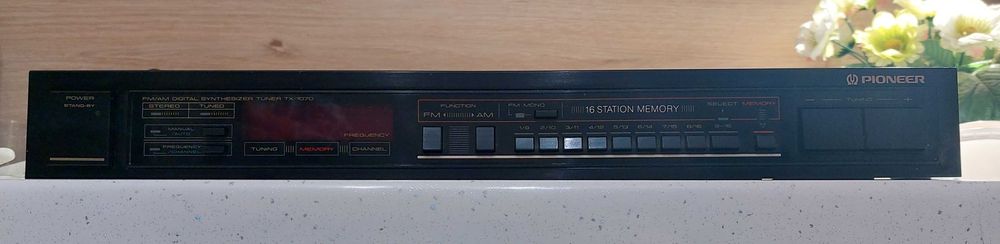 PIONEER
POWER
STAND-BY
FM/AM DIGITAL SYNTHESIZER TUNER TX-1070
STEREO TUNED
MANUAL
AUTO
FREQUENCY
CHANNEL
FREQUENCY
TUNING MEMORY CHANNEL
FUNCTION
FM AM
FM MONO
16 STATION MEMORY
SELECT MEMORY
1/9 2/10 3/11 4/12 5/13 6/14 7/15 8/16
TUNING